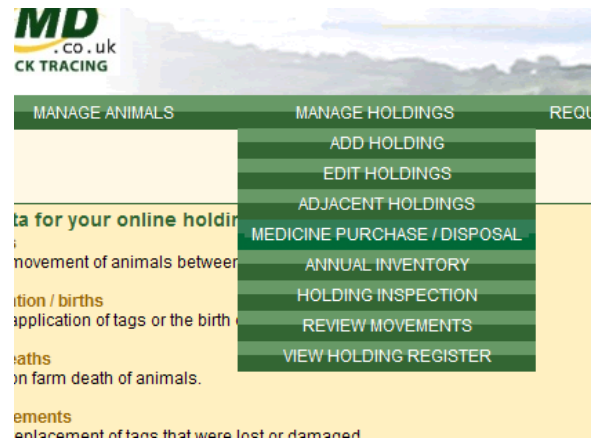 MD
.co.uk
CK TRACING
MANAGE ANIMALS MANAGE HOLDINGS REQU
ADD HOLDING
EDIT HOLDINGS
ADJACENT HOLDINGS
MEDICINE PURCHASE / DISPOSAL
ANNUAL INVENTORY
HOLDING INSPECTION
REVIEW MOVEMENTS
VIEW HOLDING REGISTER
ta for your online holdin
s
movement of animals between
ation / births
application of tags or the birth
eaths
on farm death of animals.
ements
eplacement of tags that were lost or damaged